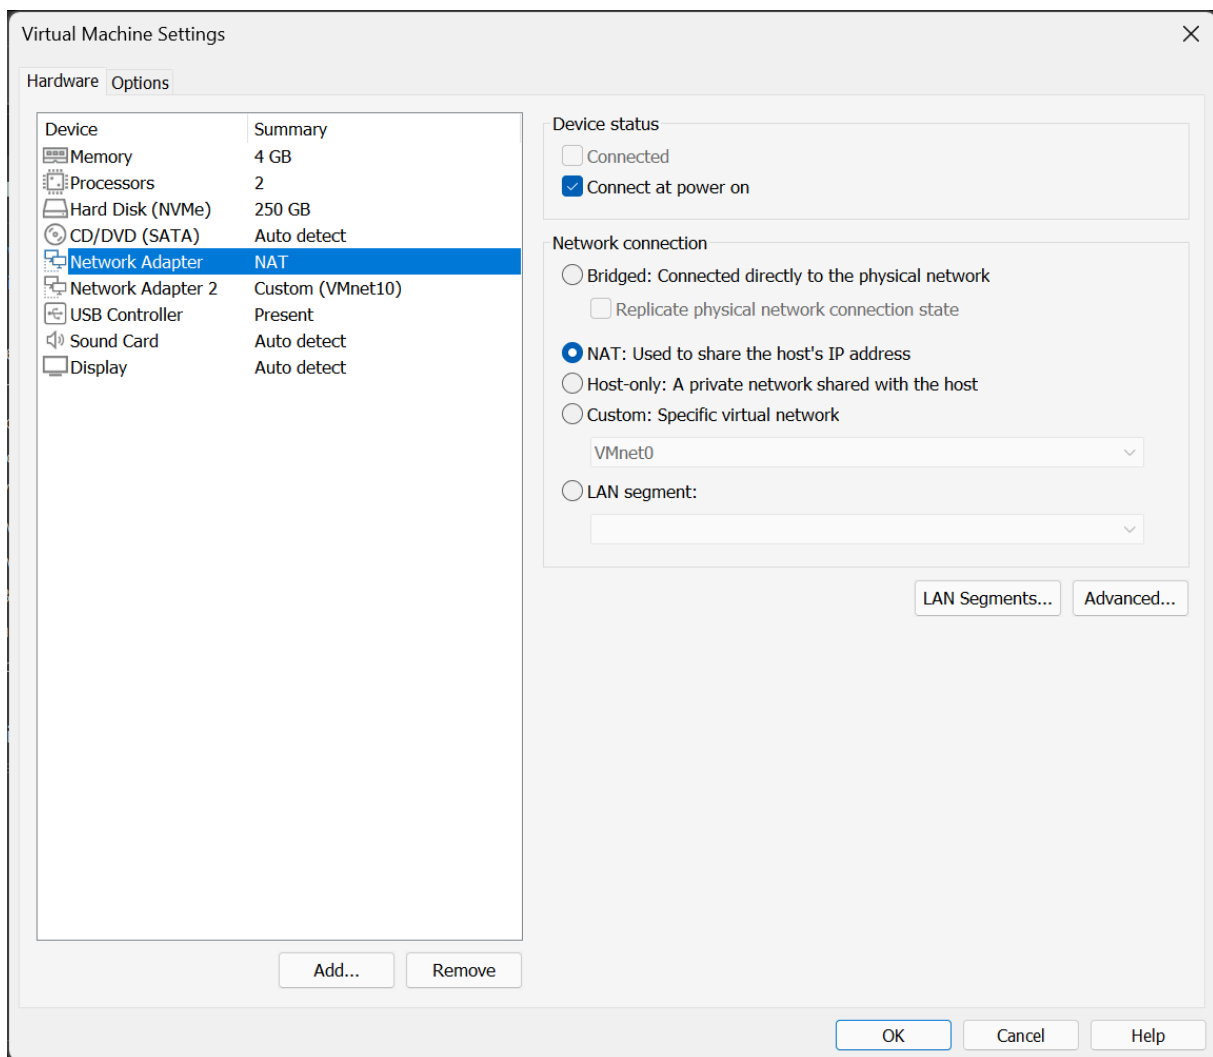 Virtual Machine Settings
Hardware Options
Device Summary
Memory 4 GB
Processors 2
Hard Disk (NVMe) 250 GB
CD/DVD (SATA) Auto detect
Network Adapter NAT
Network Adapter 2 Custom (VMnet10)
USB Controller Present
Sound Card Auto detect
Display Auto detect
Add... Remove
Device status
Connected
Connect at power on
Network connection
Bridged: Connected directly to the physical network
Replicate physical network connection state
NAT: Used to share the host's IP address
Host-only: A private network shared with the host
Custom: Specific virtual network
VMnet0
LAN segment:
LAN Segments... Advanced...
OK Cancel Help